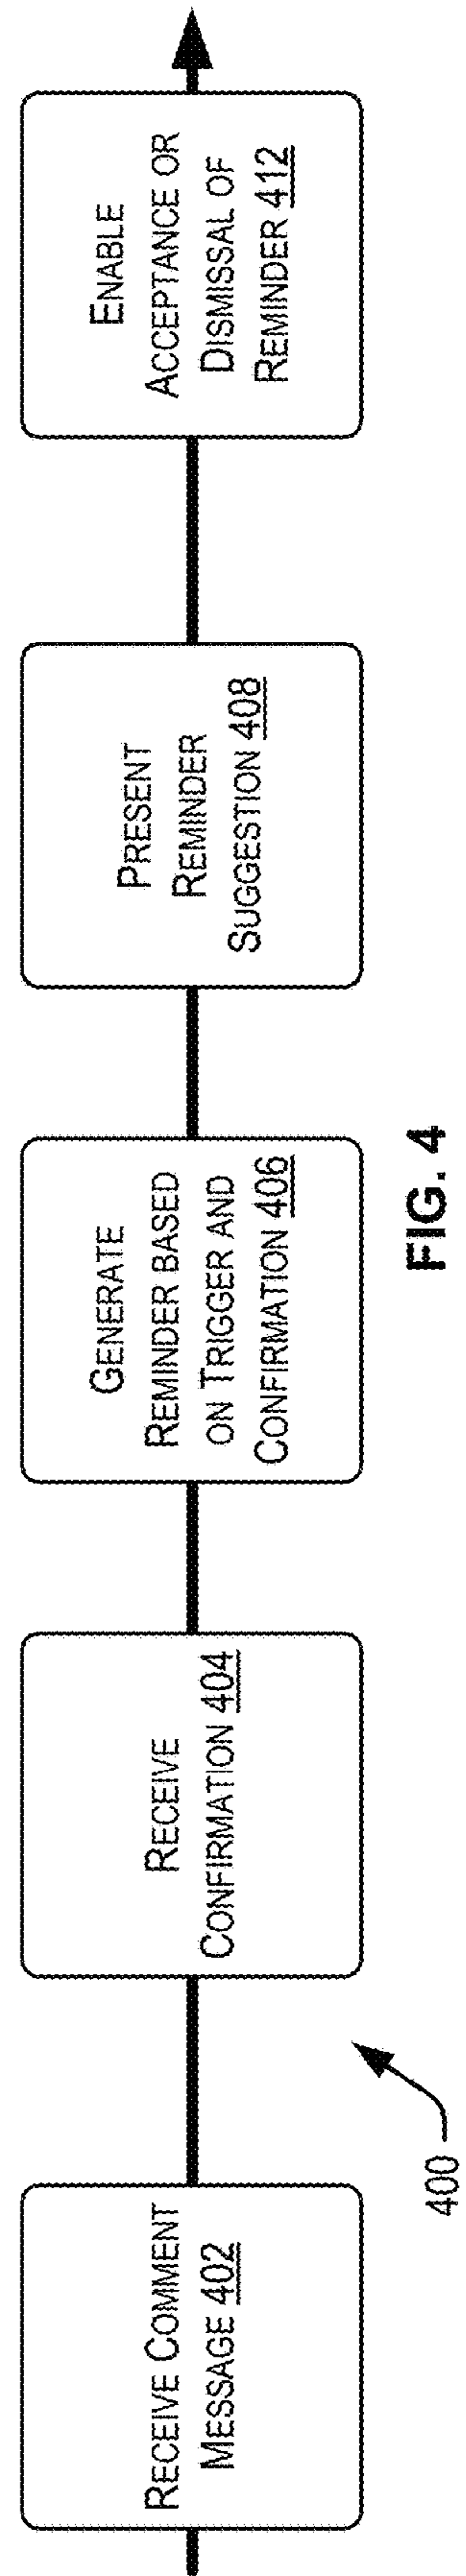 RECEIVE COMMENT
MESSAGE 402
RECEIVE
CONFIRMATION 404
GENERATE
REMINDER BASED
ON TRIGGER AND
CONFIRMATION 406
PRESENT
REMINDER
SUGGESTION 408
ENABLE
ACCEPTANCE OR
DISMISSAL OF
REMINDER 412
400
FIG. 4